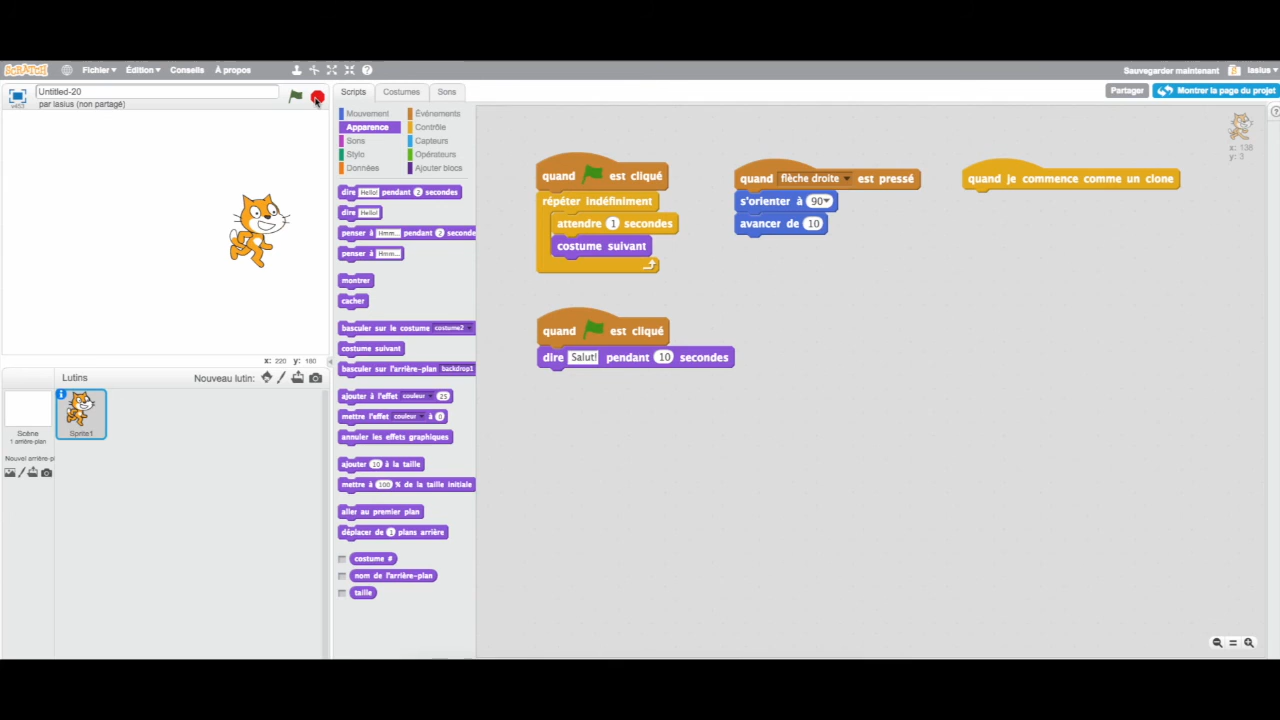 SCRATCH Fichier Édition Conseils À propos Sauvegarder maintenant lasius
Untitled-20
par lasius (non partagé)
v453
Scripts Costumes Sons
Partager Montrer la page du projet
Mouvement Événements
Apparence Contrôle
Sons Capteurs
Stylo Opérateurs
Données Ajouter blocs
dire Hello! pendant 2 secondes
dire Hello!
penser à Hmm... pendant 2 seconde
penser à Hmm...
montrer
cacher
basculer sur le costume costume2
costume suivant
basculer sur l'arrière-plan backdrop1
ajouter à l'effet couleur 25
mettre l'effet couleur à 0
annuler les effets graphiques
ajouter 10 à la taille
mettre à 100 % de la taille initiale
aller au premier plan
déplacer de 1 plans arrière
costume #
nom de l'arrière-plan
taille
quand est cliqué
répéter indéfiniment
attendre 1 secondes
costume suivant
quand flèche droite est pressé
s'orienter à 90
avancer de 10
quand je commence comme un clone
quand est cliqué
dire Salut! pendant 10 secondes
x: 138
y: 3
x: 220 y: 180
Lutins Nouveau lutin:
Scène
1 arrière-plan
Sprite1
Nouvel arrière-pl